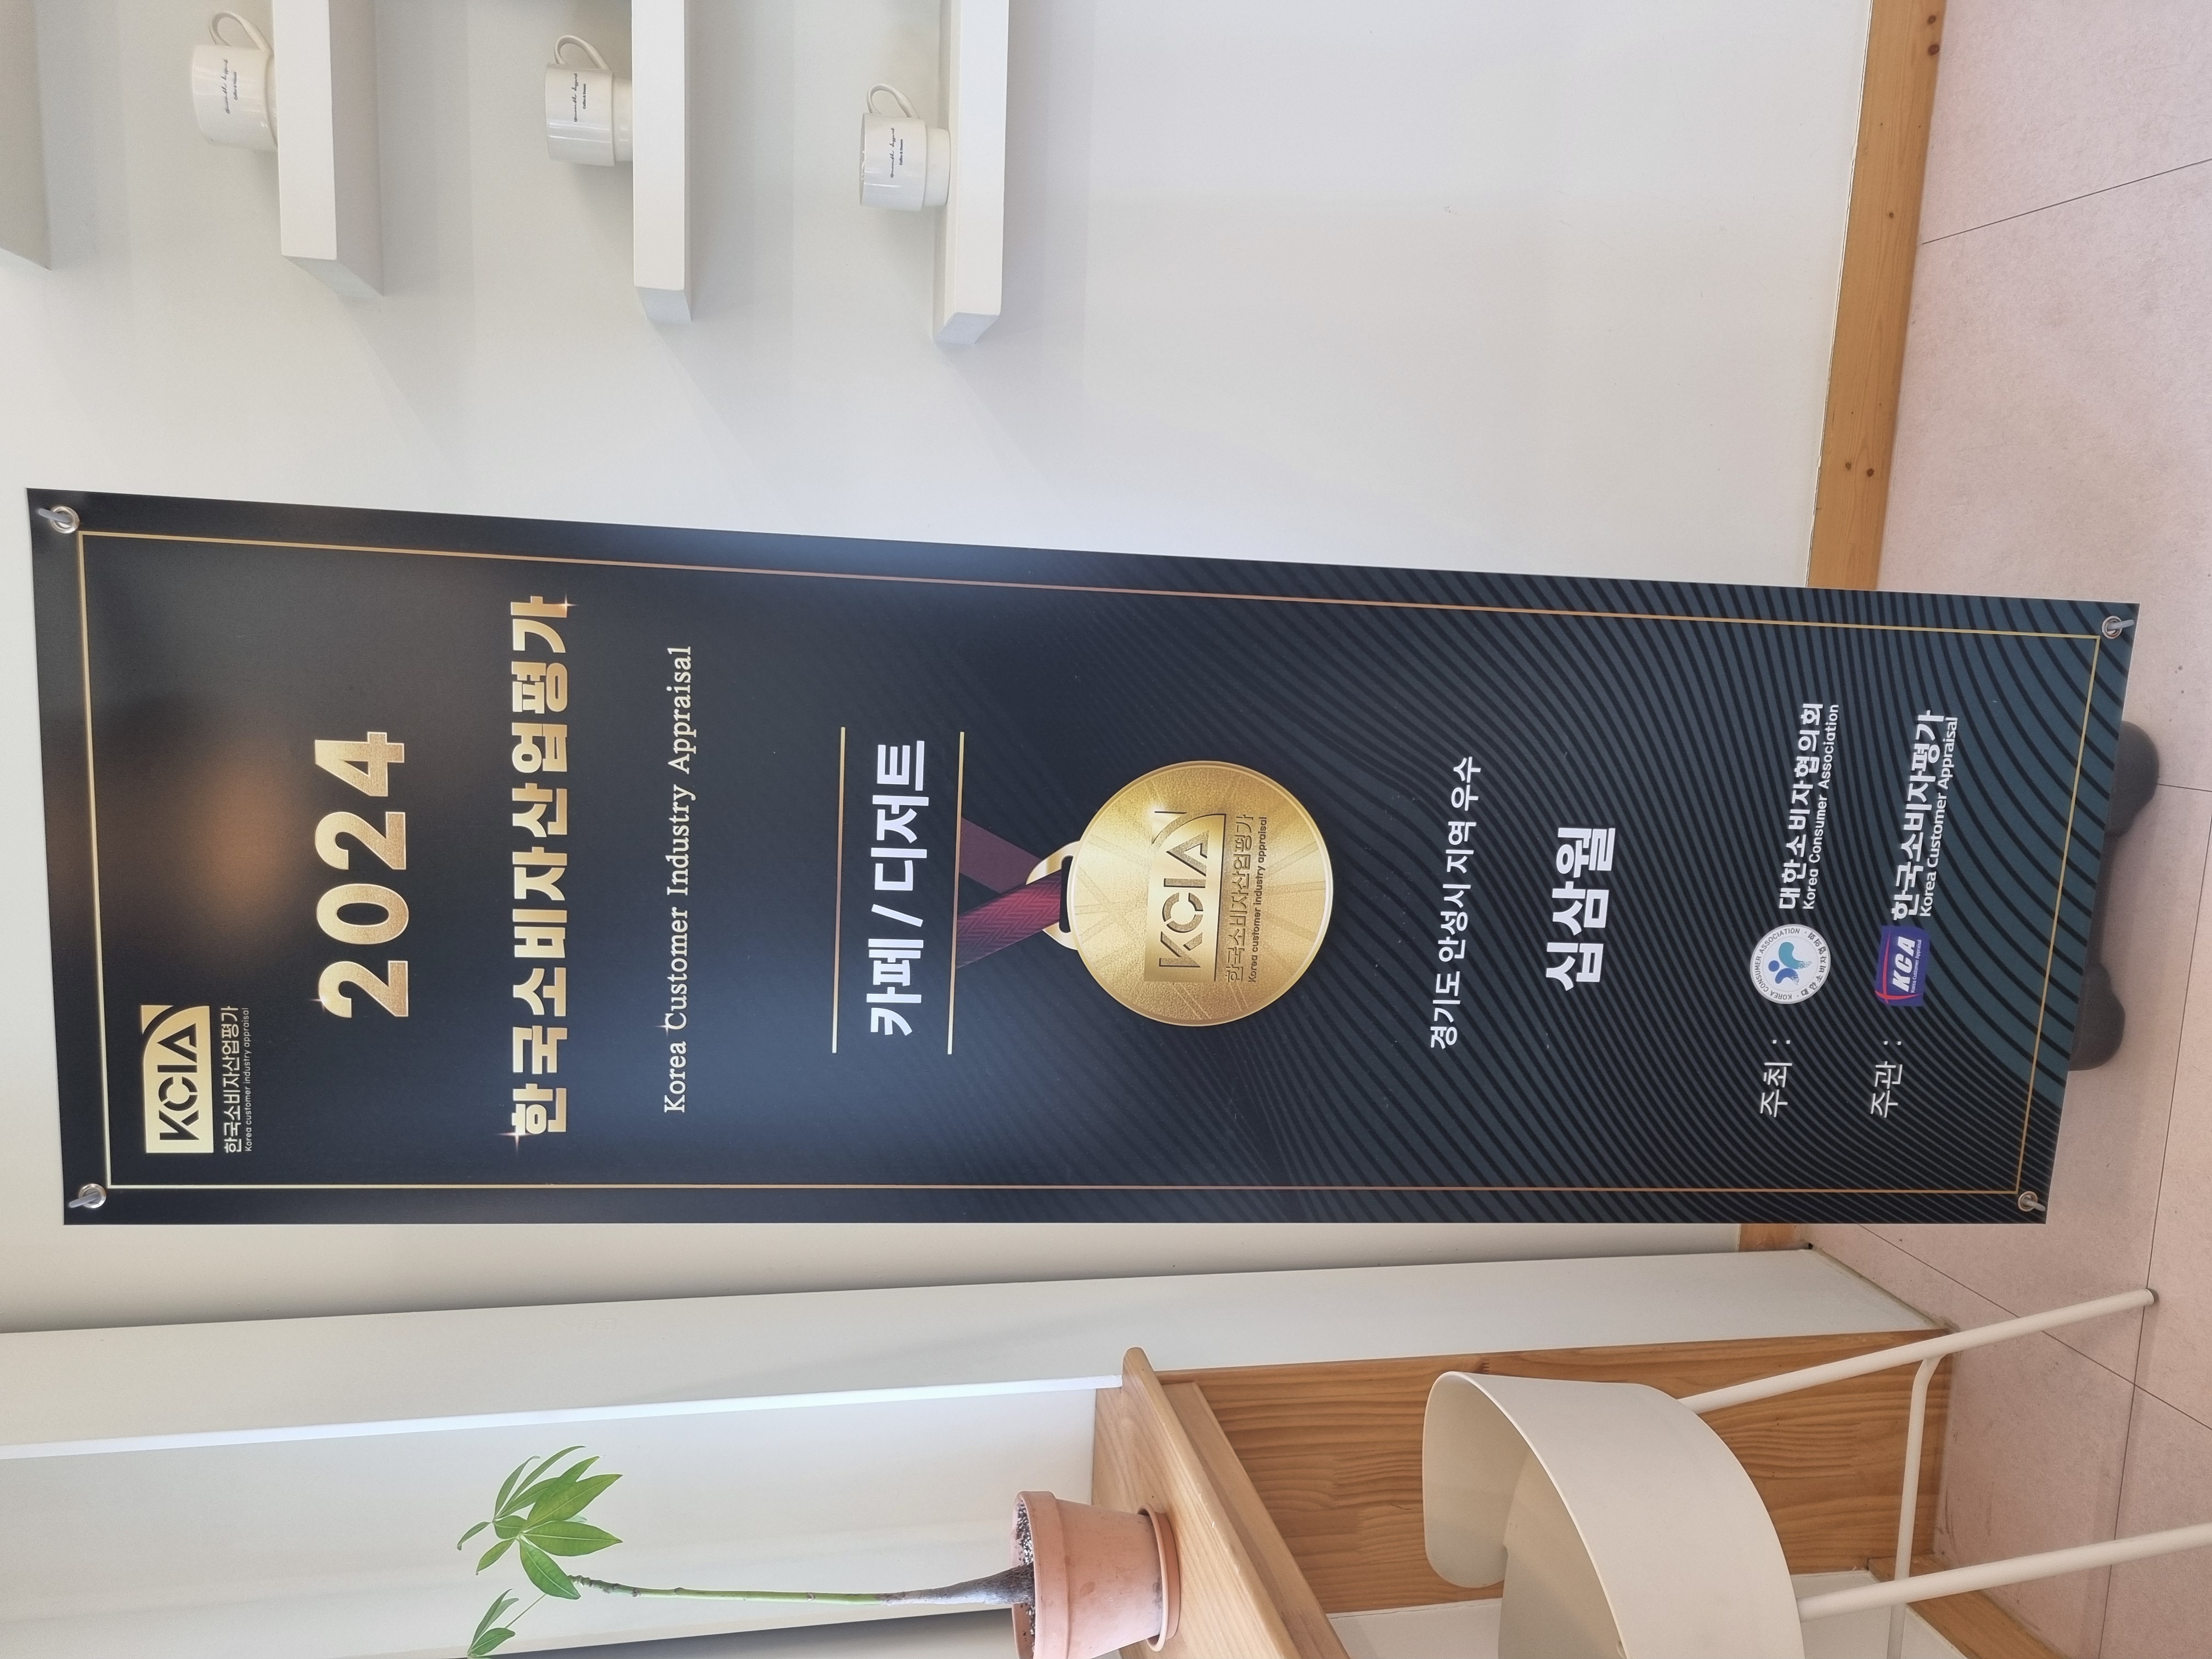 KCIA
한국소비자산업평가
Korea customer industry appraisal
2024
한국소비자산업평가
Korea Customer Industry Appraisal
카페 / 디저트
KCIA
한국소비자산업평가
Korea customer industry appraisal
경기도 안성시 지역 우수
십삼월
주최 : 대한소비자협의회
Korea Consumer Association
주관 : KCA 한국소비자평가
Korea Customer Appraisal